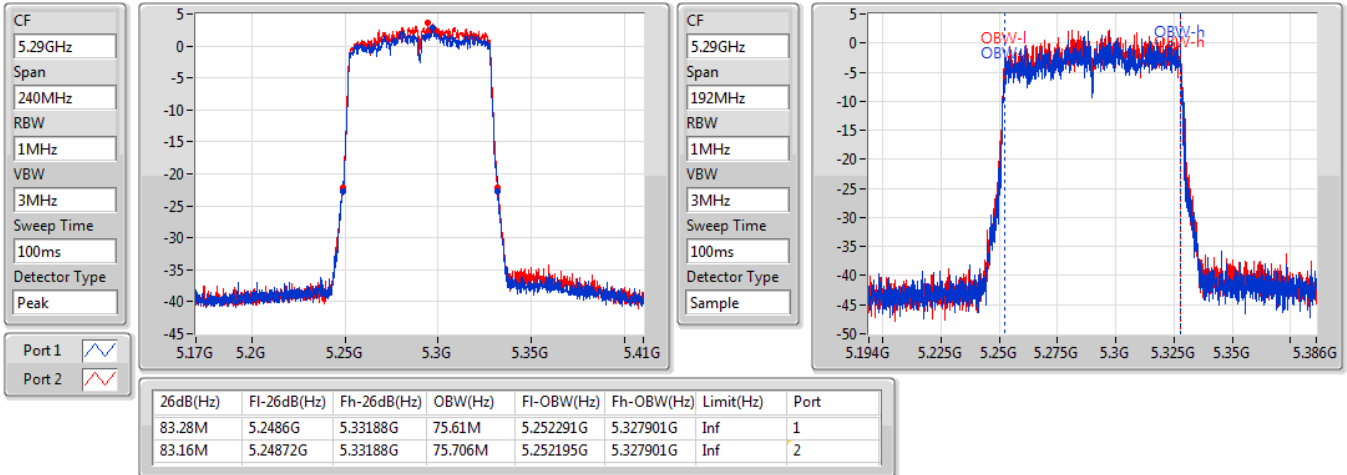 CF
5.29GHz
Span
240MHz
RBW
1MHz
VBW
3MHz
Sweep Time
100ms
Detector Type
Peak
Port 1
Port 2
5
0
-5
-10
-15
-20
-25
-30
-35
-40
-45
5.17G 5.2G 5.25G 5.3G 5.35G 5.41G
CF
5.29GHz
Span
192MHz
RBW
1MHz
VBW
3MHz
Sweep Time
100ms
Detector Type
Sample
5
0
-5
-10
-15
-20
-25
-30
-35
-40
-45
-50
OBW-l OBW-h
OBW-h
5.194G 5.225G 5.25G 5.275G 5.3G 5.325G 5.35G 5.386G
26dB(Hz) Fl-26dB(Hz) Fh-26dB(Hz) OBW(Hz) Fl-OBW(Hz) Fh-OBW(Hz) Limit(Hz) Port
83.28M 5.2486G 5.33188G 75.61M 5.252291G 5.327901G Inf 1
83.16M 5.24872G 5.33188G 75.706M 5.252195G 5.327901G Inf 2